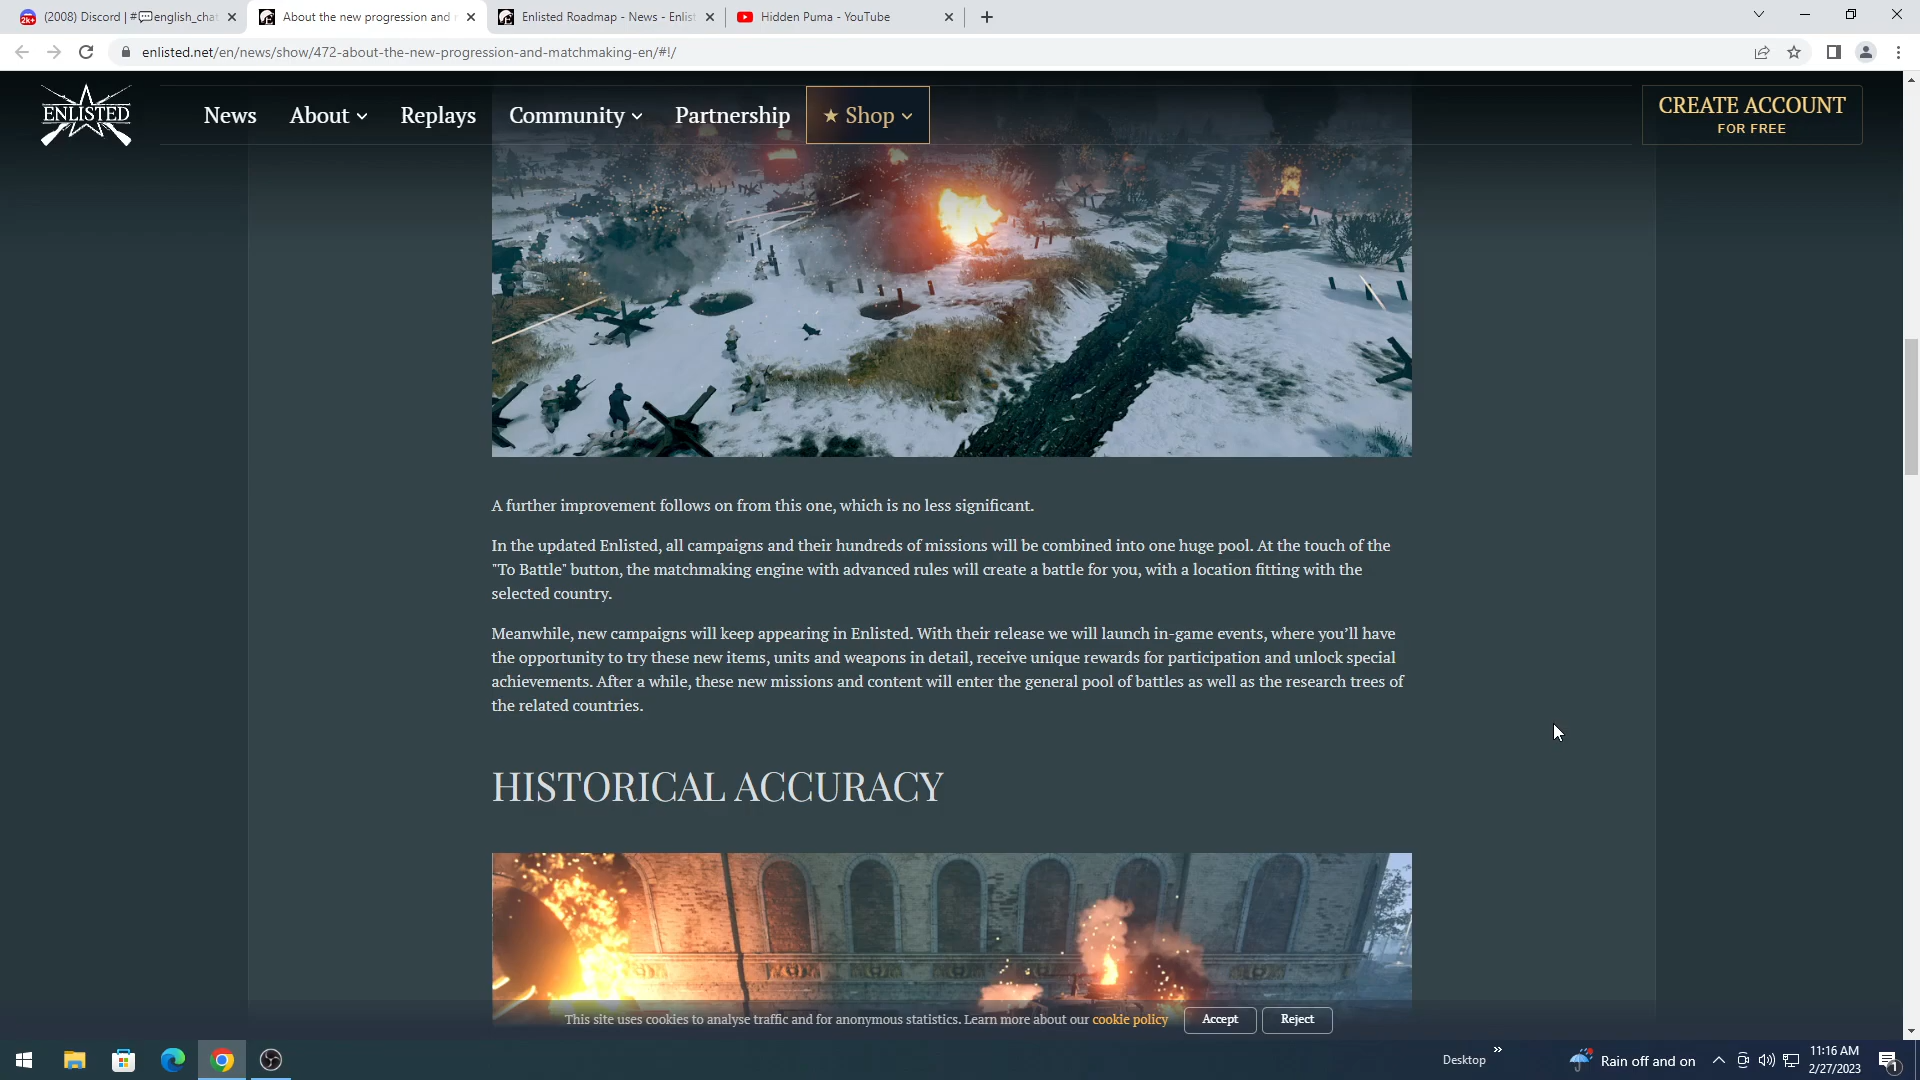 (2008) Discord | #💬english_chat
About the new progression and
Enlisted Roadmap - News - Enlist
Hidden Puma - YouTube
enlisted.net/en/news/show/472-about-the-new-progression-and-matchmaking-en/#!/
ENLISTED
News
About
Replays
Community
Partnership
★ Shop
CREATE ACCOUNT
FOR FREE
A further improvement follows on from this one, which is no less significant.
In the updated Enlisted, all campaigns and their hundreds of missions will be combined into one huge pool. At the touch of the
"To Battle" button, the matchmaking engine with advanced rules will create a battle for you, with a location fitting with the
selected country.
Meanwhile, new campaigns will keep appearing in Enlisted. With their release we will launch in-game events, where you’ll have
the opportunity to try these new items, units and weapons in detail, receive unique rewards for participation and unlock special
achievements. After a while, these new missions and content will enter the general pool of battles as well as the research trees of
the related countries.
HISTORICAL ACCURACY
This site uses cookies to analyse traffic and for anonymous statistics. Learn more about our cookie policy
Accept
Reject
Desktop
Rain off and on
11:16 AM
2/27/2023
1